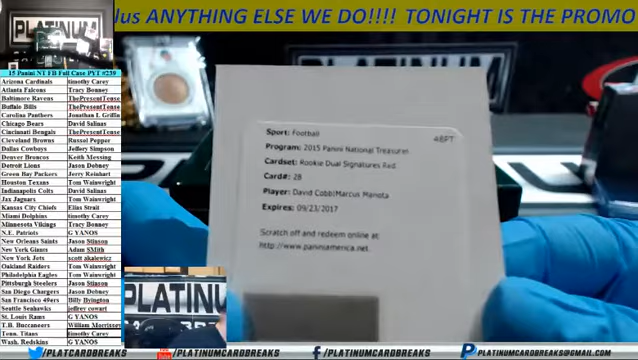 lus ANYTHING ELSE WE DO!!!! TONIGHT IS THE PROMO
15 Panini NT FB Full Case PYT #239
Arizona Cardinals timothy Carey
Atlanta Falcons Tracy Bonney
Baltimore Ravens ThePresentTense
Buffalo Bills ThePresentTense
Carolina Panthers Jonathan L Griffin
Chicago Bears David Salinas
Cincinnati Bengals ThePresentTense
Cleveland Browns Russel Pepper
Dallas Cowboys Jeffery Simpson
Denver Broncos Keith Messing
Detroit Lions Jason Dobney
Green Bay Packers Jerry Reinhart
Houston Texans Tom Wainwright
Indianapolis Colts David Salinas
Jax Jaguars Tom Wainwright
Kansas City Chiefs Elias Strail
Miami Dolphins timothy Carey
Minnesota Vikings Tracy Bonney
N.E. Patriots G YANOS
New Orleans Saints Jason Stinson
New York Giants Adam SMith
New York Jets scott akalewicz
Oakland Raiders Tom Wainwright
Philadelphia Eagles Tom Wainwright
Pittsburgh Steelers Jason Stinson
San Diego Chargers Jason Dobney
San Francisco 49ers Billy Byington
Seattle Seahawks jeffrey cowart
St. Louis Rams G YANOS
T.B. Buccaneers William Morrissey
Tenn. Titans timothy Carey
Wash. Redskins G YANOS
Sport: Football
48PT
Program: 2015 Panini National Treasures
Cardset: Rookie Dual Signatures Red
Card#: 28
Player: David Cobb/Marcus Mariota
Expires: 09/23/2017
Scratch off and redeem online at
http://www.paniniamerica.net.
PLATINUM
/PLATCARDBREAKS
/PLATINUMCARDBREAKS
/PLATINUMCARDBREAKS
PLATINUMCARDBREAKS@GMAIL.COM